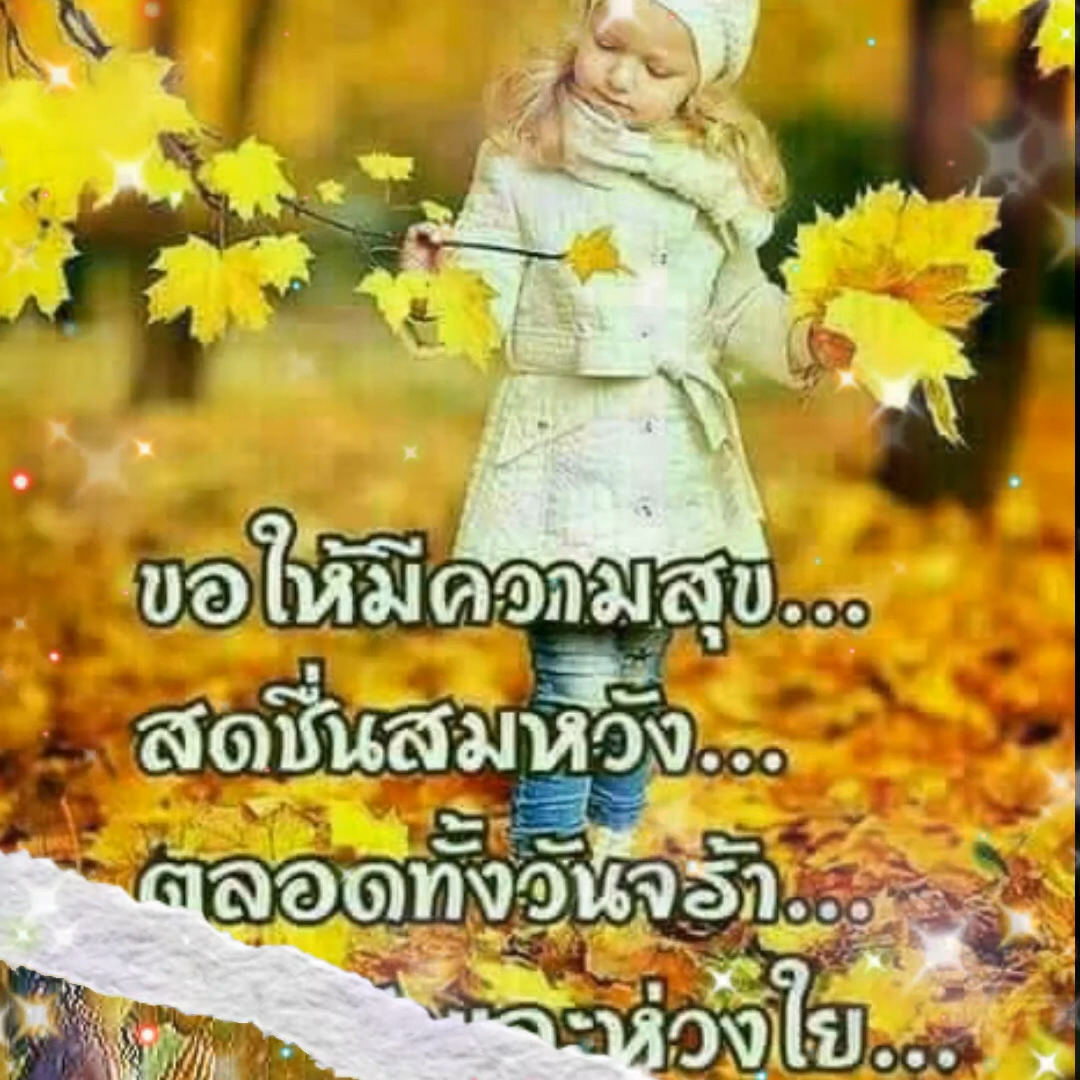 ขอให้มีความสุข...
สดชื่นสมหวัง...
ตลอดทั้งวันจร้า...
ห่วงใย...